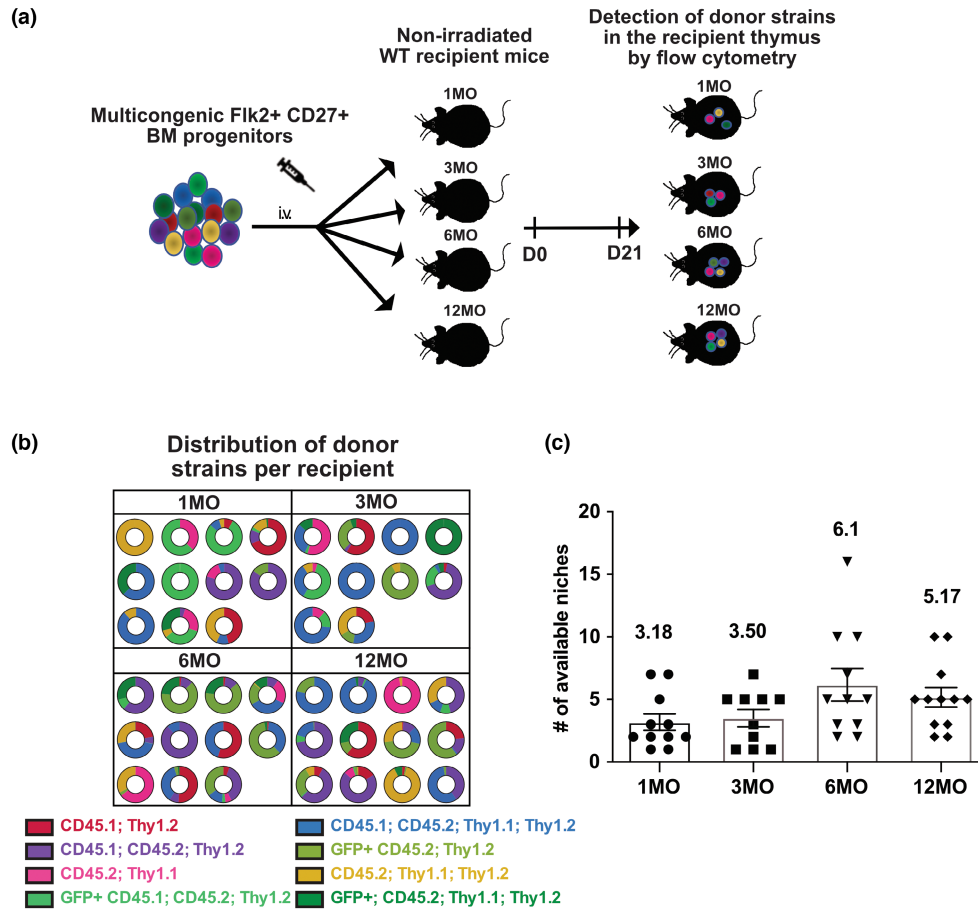 (a)
Multicongenic Flk2+ CD27+
BM progenitors
i.v.
Non-irradiated
WT recipient mice
1MO
3MO
6MO
12MO
D0
D21
Detection of donor strains
in the recipient thymus
by flow cytometry
1MO
3MO
6MO
12MO
(b)
Distribution of donor
strains per recipient
1MO
3MO
6MO
12MO
CD45.1; Thy1.2
CD45.1; CD45.2; Thy1.2
CD45.2; Thy1.1
GFP+ CD45.1; CD45.2; Thy1.2
CD45.1; CD45.2; Thy1.1; Thy1.2
GFP+ CD45.2; Thy1.2
CD45.2; Thy1.1; Thy1.2
GFP+; CD45.2; Thy1.1; Thy1.2
(c)
# of available niches
20
15
10
5
0
3.18
3.50
6.1
5.17
1MO
3MO
6MO
12MO